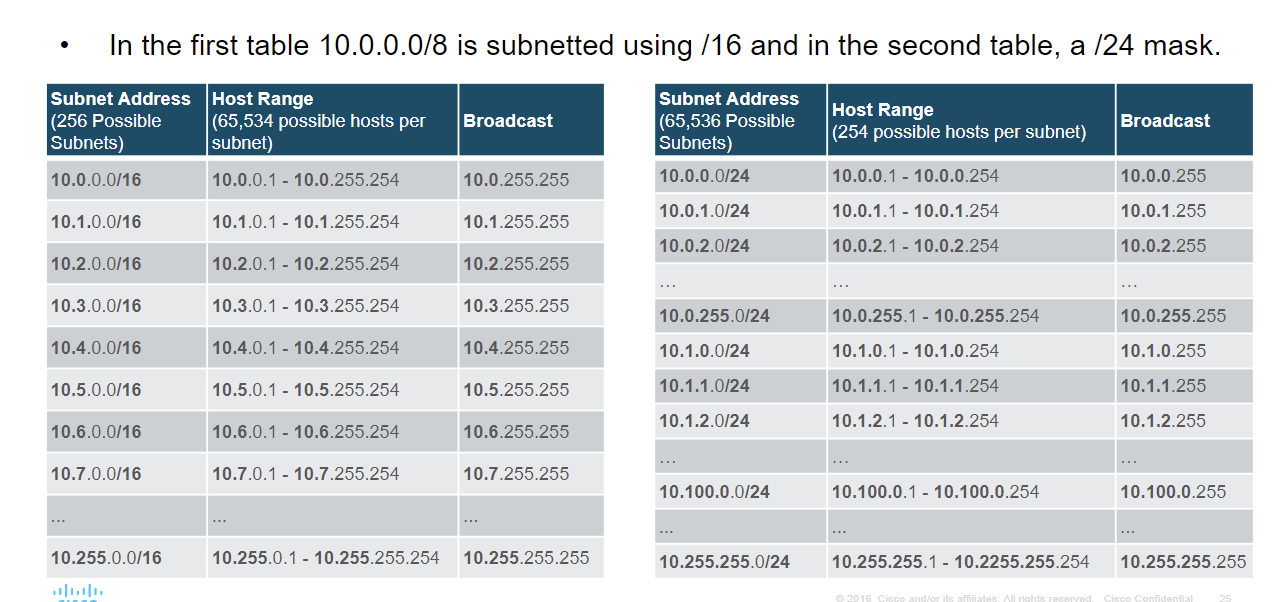 • In the first table 10.0.0.0/8 is subnetted using /16 and in the second table, a /24 mask.
Subnet Address
(256 Possible
Subnets)
Host Range
(65,534 possible hosts per
subnet)
Broadcast
10.0.0.0/16 10.0.0.1 - 10.0.255.254 10.0.255.255
10.1.0.0/16 10.1.0.1 - 10.1.255.254 10.1.255.255
10.2.0.0/16 10.2.0.1 - 10.2.255.254 10.2.255.255
10.3.0.0/16 10.3.0.1 - 10.3.255.254 10.3.255.255
10.4.0.0/16 10.4.0.1 - 10.4.255.254 10.4.255.255
10.5.0.0/16 10.5.0.1 - 10.5.255.254 10.5.255.255
10.6.0.0/16 10.6.0.1 - 10.6.255.254 10.6.255.255
10.7.0.0/16 10.7.0.1 - 10.7.255.254 10.7.255.255
... ... ...
10.255.0.0/16 10.255.0.1 - 10.255.255.254 10.255.255.255
Subnet Address
(65,536 Possible
Subnets)
Host Range
(254 possible hosts per subnet)
Broadcast
10.0.0.0/24 10.0.0.1 - 10.0.0.254 10.0.0.255
10.0.1.0/24 10.0.1.1 - 10.0.1.254 10.0.1.255
10.0.2.0/24 10.0.2.1 - 10.0.2.254 10.0.2.255
... ... ...
10.0.255.0/24 10.0.255.1 - 10.0.255.254 10.0.255.255
10.1.0.0/24 10.1.0.1 - 10.1.0.254 10.1.0.255
10.1.1.0/24 10.1.1.1 - 10.1.1.254 10.1.1.255
10.1.2.0/24 10.1.2.1 - 10.1.2.254 10.1.2.255
... ... ...
10.100.0.0/24 10.100.0.1 - 10.100.0.254 10.100.0.255
... ... ...
10.255.255.0/24 10.255.255.1 - 10.2255.255.254 10.255.255.255
© 2016 Cisco and/or its affiliates. All rights reserved. Cisco Confidential 25